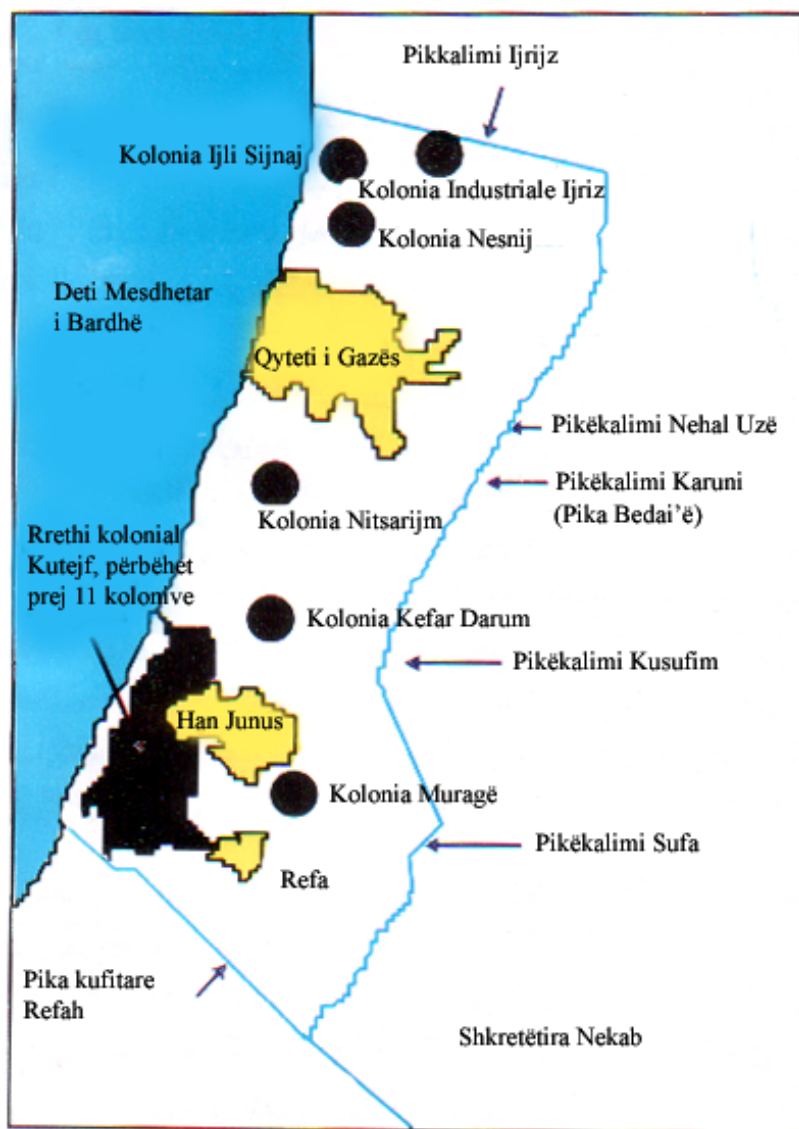 Pikkalimi Ijrijz
Kolonia Ijli Sijnaj
Kolonia Industriale Ijriz
Kolonia Nesnij
Deti Mesdhetar
i Bardhë
Qyteti i Gazës
Pikëkalimi Nehal Uzë
Pikëkalimi Karuni
(Pika Bedai'ë)
Kolonia Nitsarijm
Rrethi kolonial
Kutejf, përbëhet
prej 11 kolonive
Kolonia Kefar Darum
Pikëkalimi Kusufim
Han Junus
Kolonia Muragë
Pikëkalimi Sufa
Refa
Pika kufitare
Refah
Shkretëtira Nekab